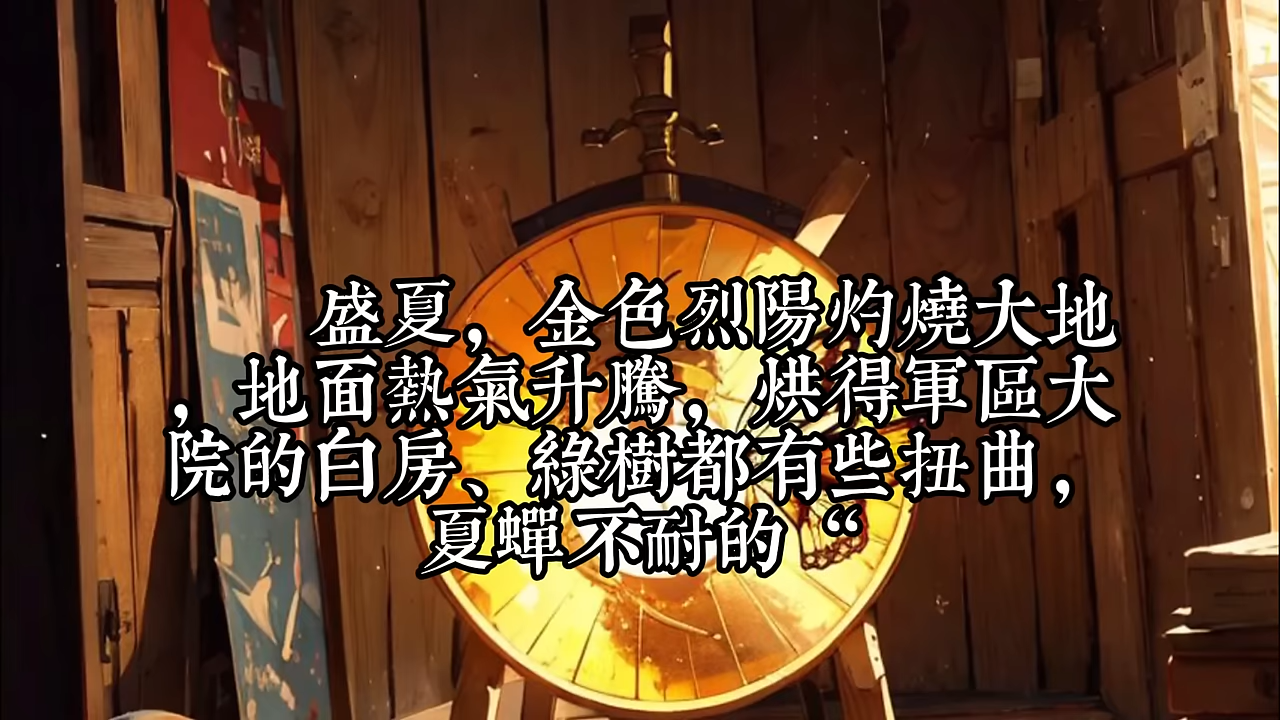 盛夏，金色烈陽灼燒大地
，地面熱氣升騰，烘得軍區大
院的白房、綠樹都有些扭曲，
夏蟬不耐的“